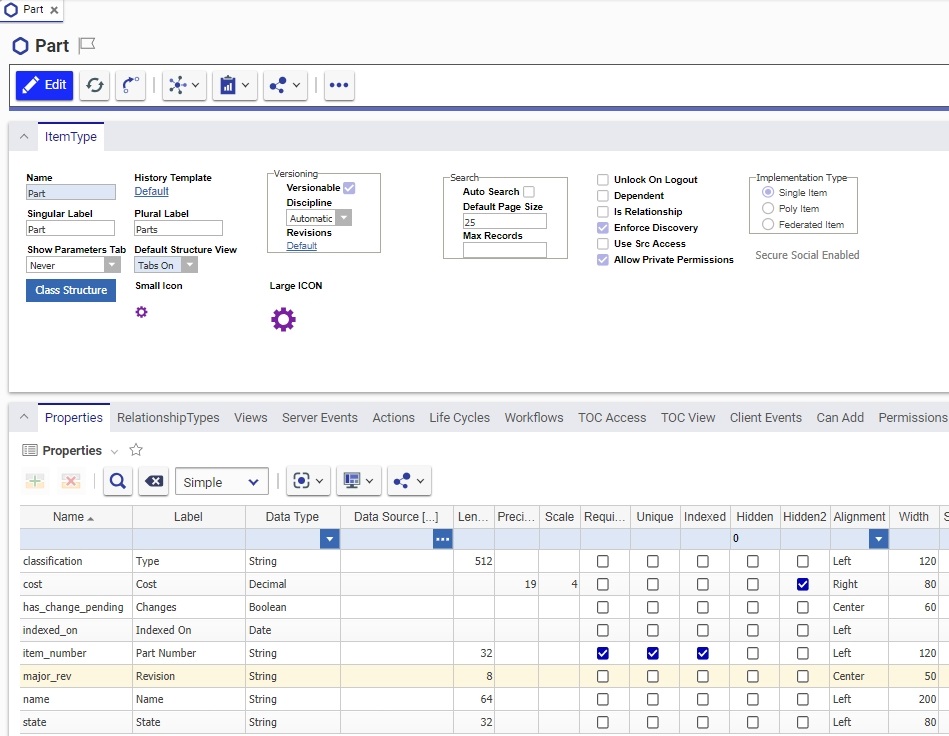 Part
Part
Edit
ItemType
Name
Part
History Template
Default
Singular Label
Part
Plural Label
Parts
Show Parameters Tab
Never
Default Structure View
Tabs On
Class Structure
Small Icon
Large ICON
Versioning
Versionable
Discipline
Automatic
Revisions
Default
Search
Auto Search
Default Page Size
25
Max Records
Unlock On Logout
Dependent
Is Relationship
Enforce Discovery
Use Src Access
Allow Private Permissions
Implementation Type
Single Item
Poly Item
Federated Item
Secure Social Enabled
Properties RelationshipTypes Views Server Events Actions Life Cycles Workflows TOC Access TOC View Client Events Can Add Permissions
Properties
Simple
Name Label Data Type Data Source [...] Len... Preci... Scale Requi... Unique Indexed Hidden Hidden2 Alignment Width S
0
classification Type String 512 Left 120
cost Cost Decimal 19 4 Right 80
has_change_pending Changes Boolean Center 60
indexed_on Indexed On Date Left
item_number Part Number String 32 Left 120
major_rev Revision String 8 Center 50
name Name String 64 Left 200
state State String 32 Left 80